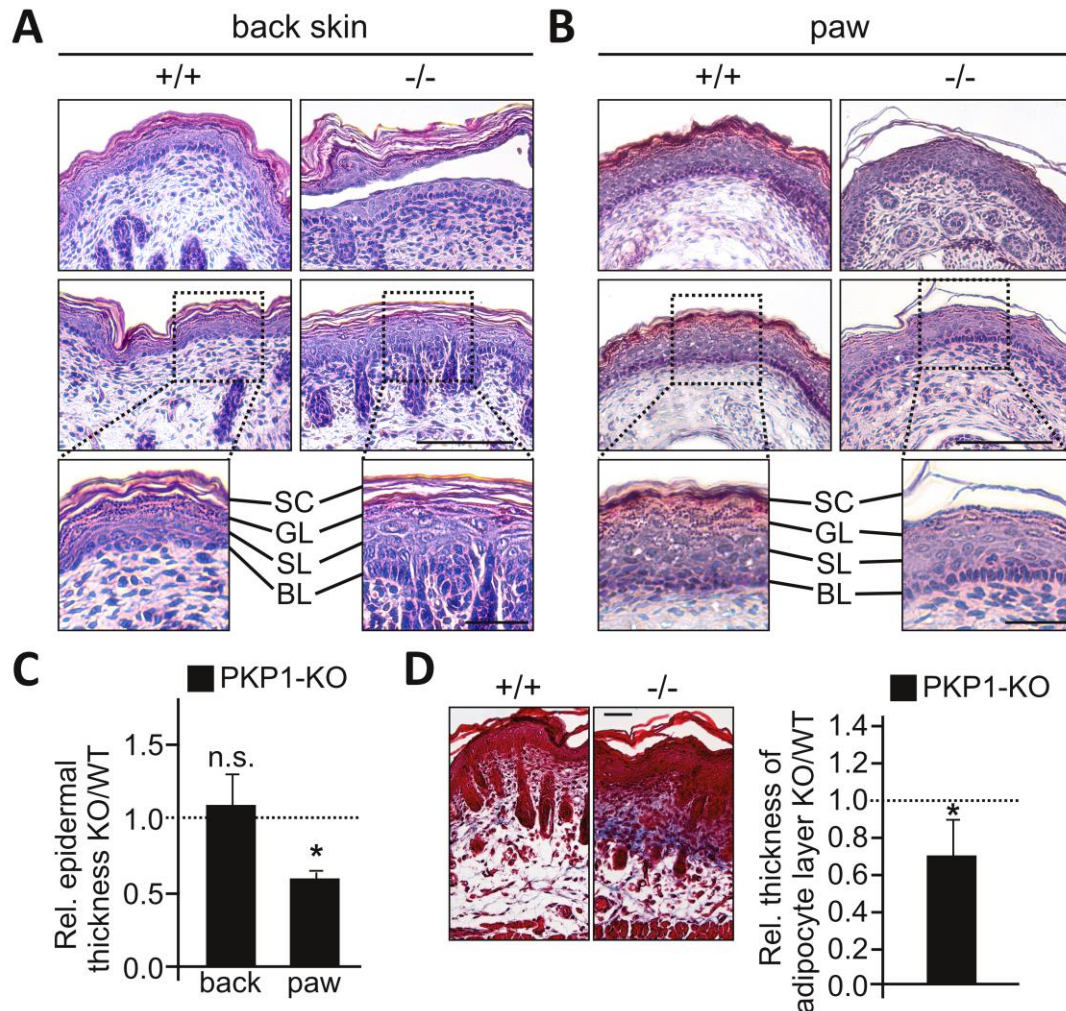 A
back skin
+/+
-/-
SC
GL
SL
BL
B
paw
+/+
-/-
SC
GL
SL
BL
C
PKP1-KO
Rel. epidermal
thickness KO/WT
1.5
1.0
0.5
0.0
n.s.
*
back
paw
D
+/+
-/-
PKP1-KO
Rel. thickness of
adipocyte layer KO/WT
1.4
1.2
1.0
0.8
0.6
0.4
0.2
0.0
*